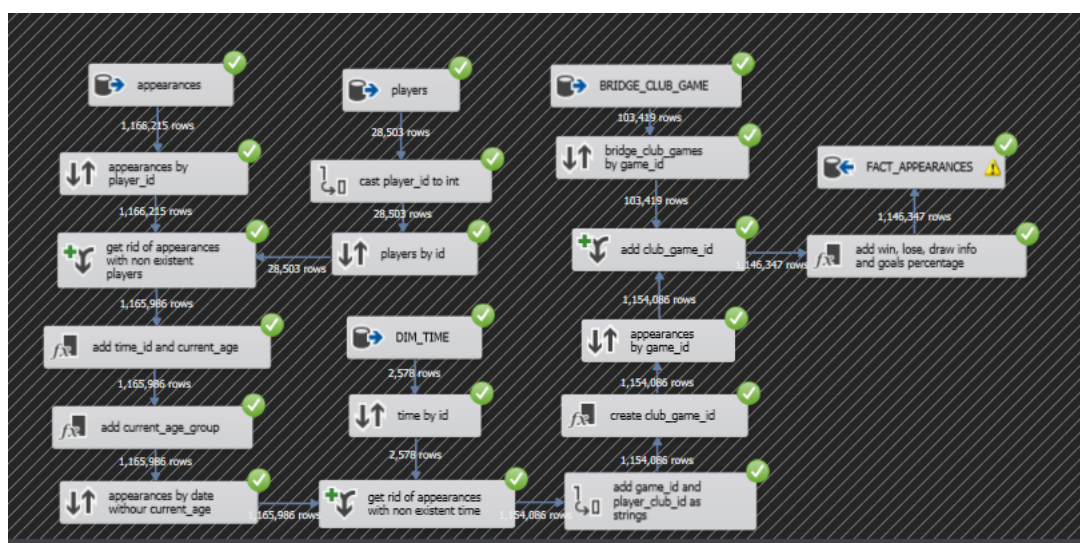 appearances
1,166,215 rows
appearances by
player_id
1,166,215 rows
get rid of appearances
with non existent
players
1,165,986 rows
add time_id and current_age
1,165,986 rows
add current_age_group
1,165,986 rows
appearances by date
withour current_age
1,165,986 rows
players
28,503 rows
cast player_id to int
28,503 rows
players by id
28,503 rows
DIM_TIME
2,578 rows
time by id
2,578 rows
get rid of appearances
with non existent time
1,154,086 rows
BRIDGE_CLUB_GAME
103,419 rows
bridge_club_games
by game_id
103,419 rows
add club_game_id
1,146,347 rows
1,154,086 rows
appearances
by game_id
1,154,086 rows
create club_game_id
1,154,086 rows
add game_id and
player_club_id as
strings
FACT_APPEARANCES
1,146,347 rows
add win, lose, draw info
and goals percentage